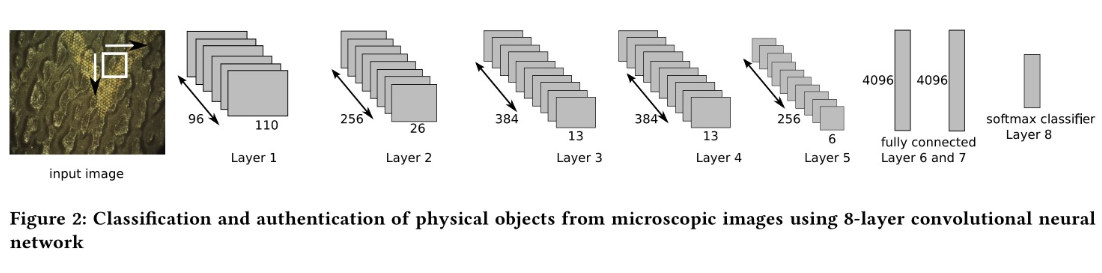 96
110
Layer 1
256
26
Layer 2
384
13
Layer 3
384
13
Layer 4
256
6
Layer 5
4096
4096
fully connected
Layer 6 and 7
softmax classifier
Layer 8
input image
Figure 2: Classification and authentication of physical objects from microscopic images using 8-layer convolutional neural
network